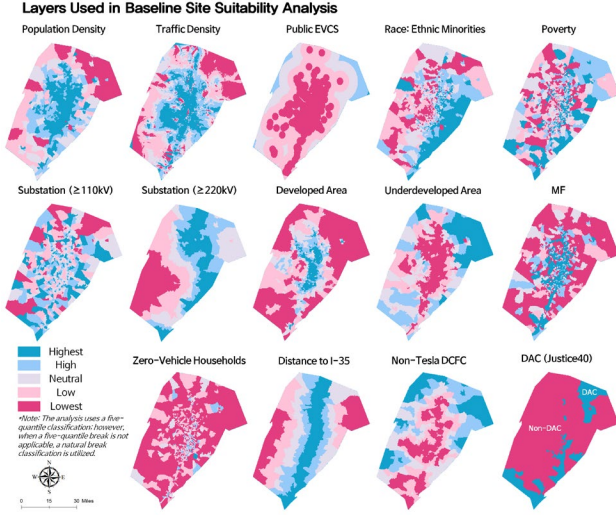 Layers Used in Baseline Site Suitability Analysis
Population Density
Traffic Density
Public EVCS
Race: Ethnic Minorities
Poverty
Substation (≥110kV)
Substation (≥220kV)
Developed Area
Underdeveloped Area
MF
Highest
High
Neutral
Low
Lowest
Zero-Vehicle Households
Distance to I-35
Non-Tesla DCFC
DAC (Justice40)
DAC
Non-DAC
*Note: The analysis uses a five-
quantile classification: however,
when a five-quantile break is not
applicable, a natural break
classification is utilized.
N
W E
S
0 15 30 Miles